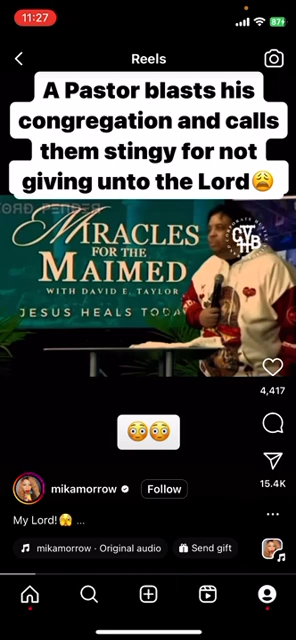 11:27
87
Reels
A Pastor blasts his
congregation and calls
them stingy for not
giving unto the Lord😩
MIRACLES
FOR THE
MAIMED
WITH DAVID E. TAYLOR
JESUS HEALS TODA
4,417
😳😳
15.4K
mikamorrow
Follow
My Lord!🫣 ...
mikamorrow · Original audio
Send gift